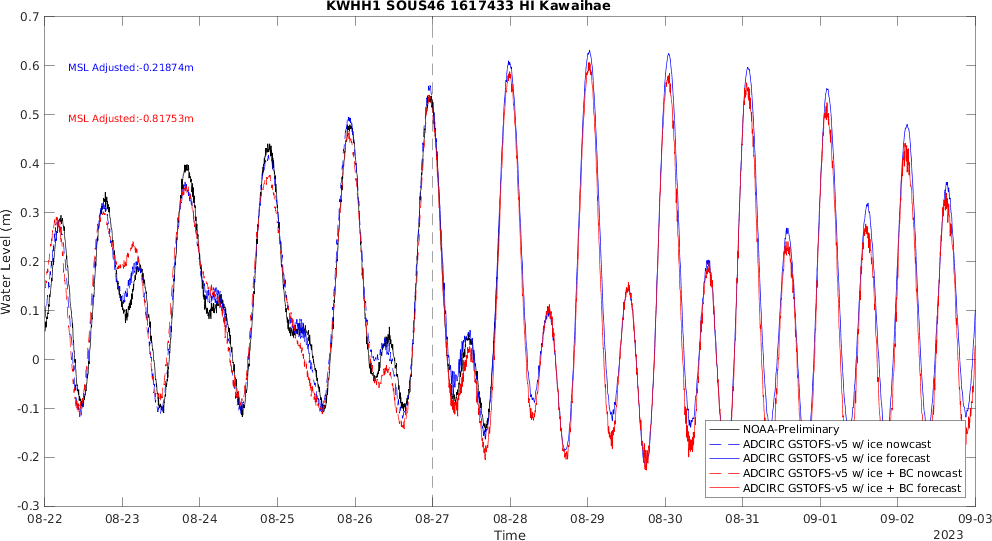 KWHH1 SOUS46 1617433 HI Kawaihae
MSL Adjusted:-0.21874m
MSL Adjusted:-0.81753m
Water Level (m)
0.7
0.6
0.5
0.4
0.3
0.2
0.1
0
-0.1
-0.2
-0.3
NOAA-Preliminary
ADCIRC GSTOFS-v5 w/ ice nowcast
ADCIRC GSTOFS-v5 w/ ice forecast
ADCIRC GSTOFS-v5 w/ ice + BC nowcast
ADCIRC GSTOFS-v5 w/ ice + BC forecast
08-22 08-23 08-24 08-25 08-26 08-27 08-28 08-29 08-30 08-31 09-01 09-02 09-03
Time
2023